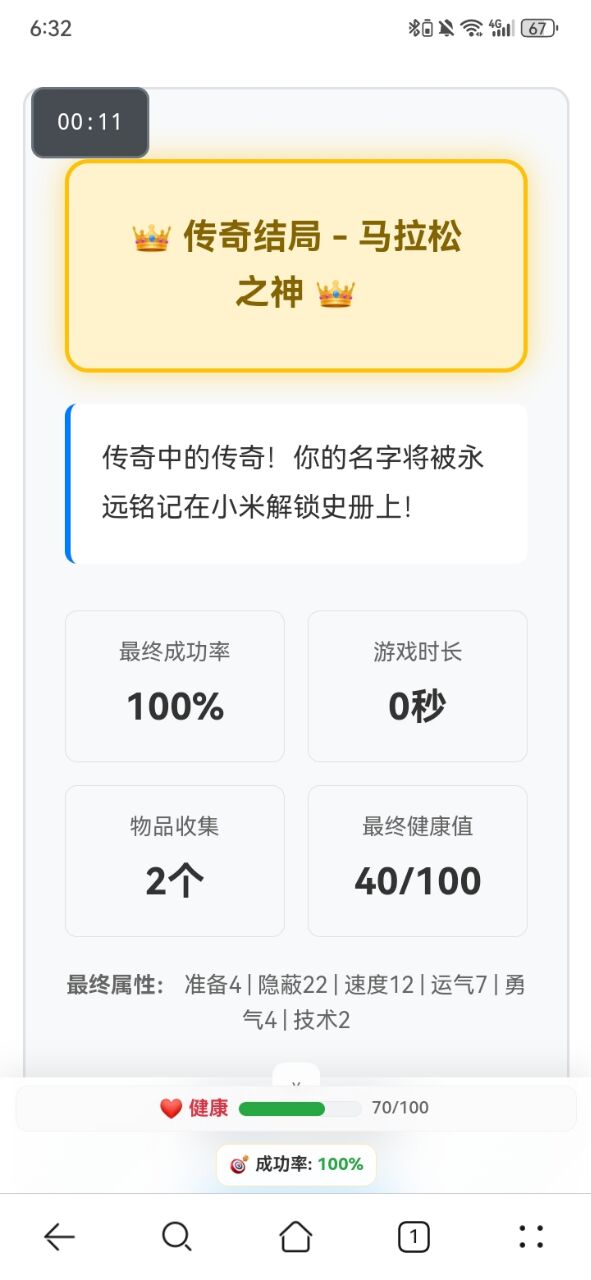 6:32
4G
67
00:11
👑 传奇结局 – 马拉松
之神 👑
传奇中的传奇！你的名字将被永
远铭记在小米解锁史册上！
最终成功率
100%
游戏时长
0秒
物品收集
2个
最终健康值
40/100
最终属性： 准备4 | 隐蔽22 | 速度12 | 运气7 | 勇
气4 | 技术2
❤️ 健康 70/100
🎯 成功率: 100%
1